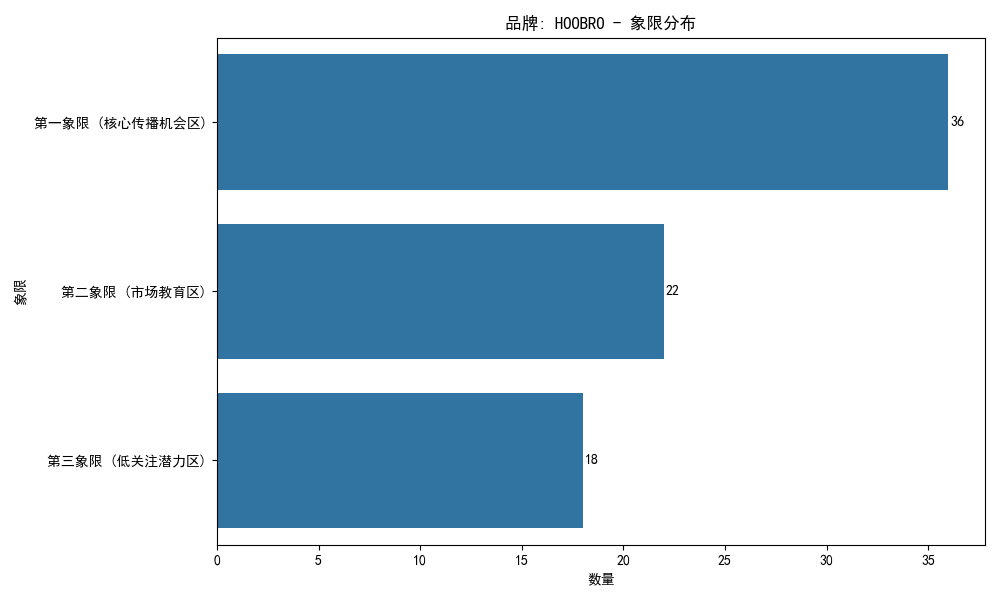 品牌: HOOBRO - 象限分布
第一象限 (核心传播机会区)
36
第二象限 (市场教育区)
22
第三象限 (低关注潜力区)
18
象限
0 5 10 15 20 25 30 35
数量